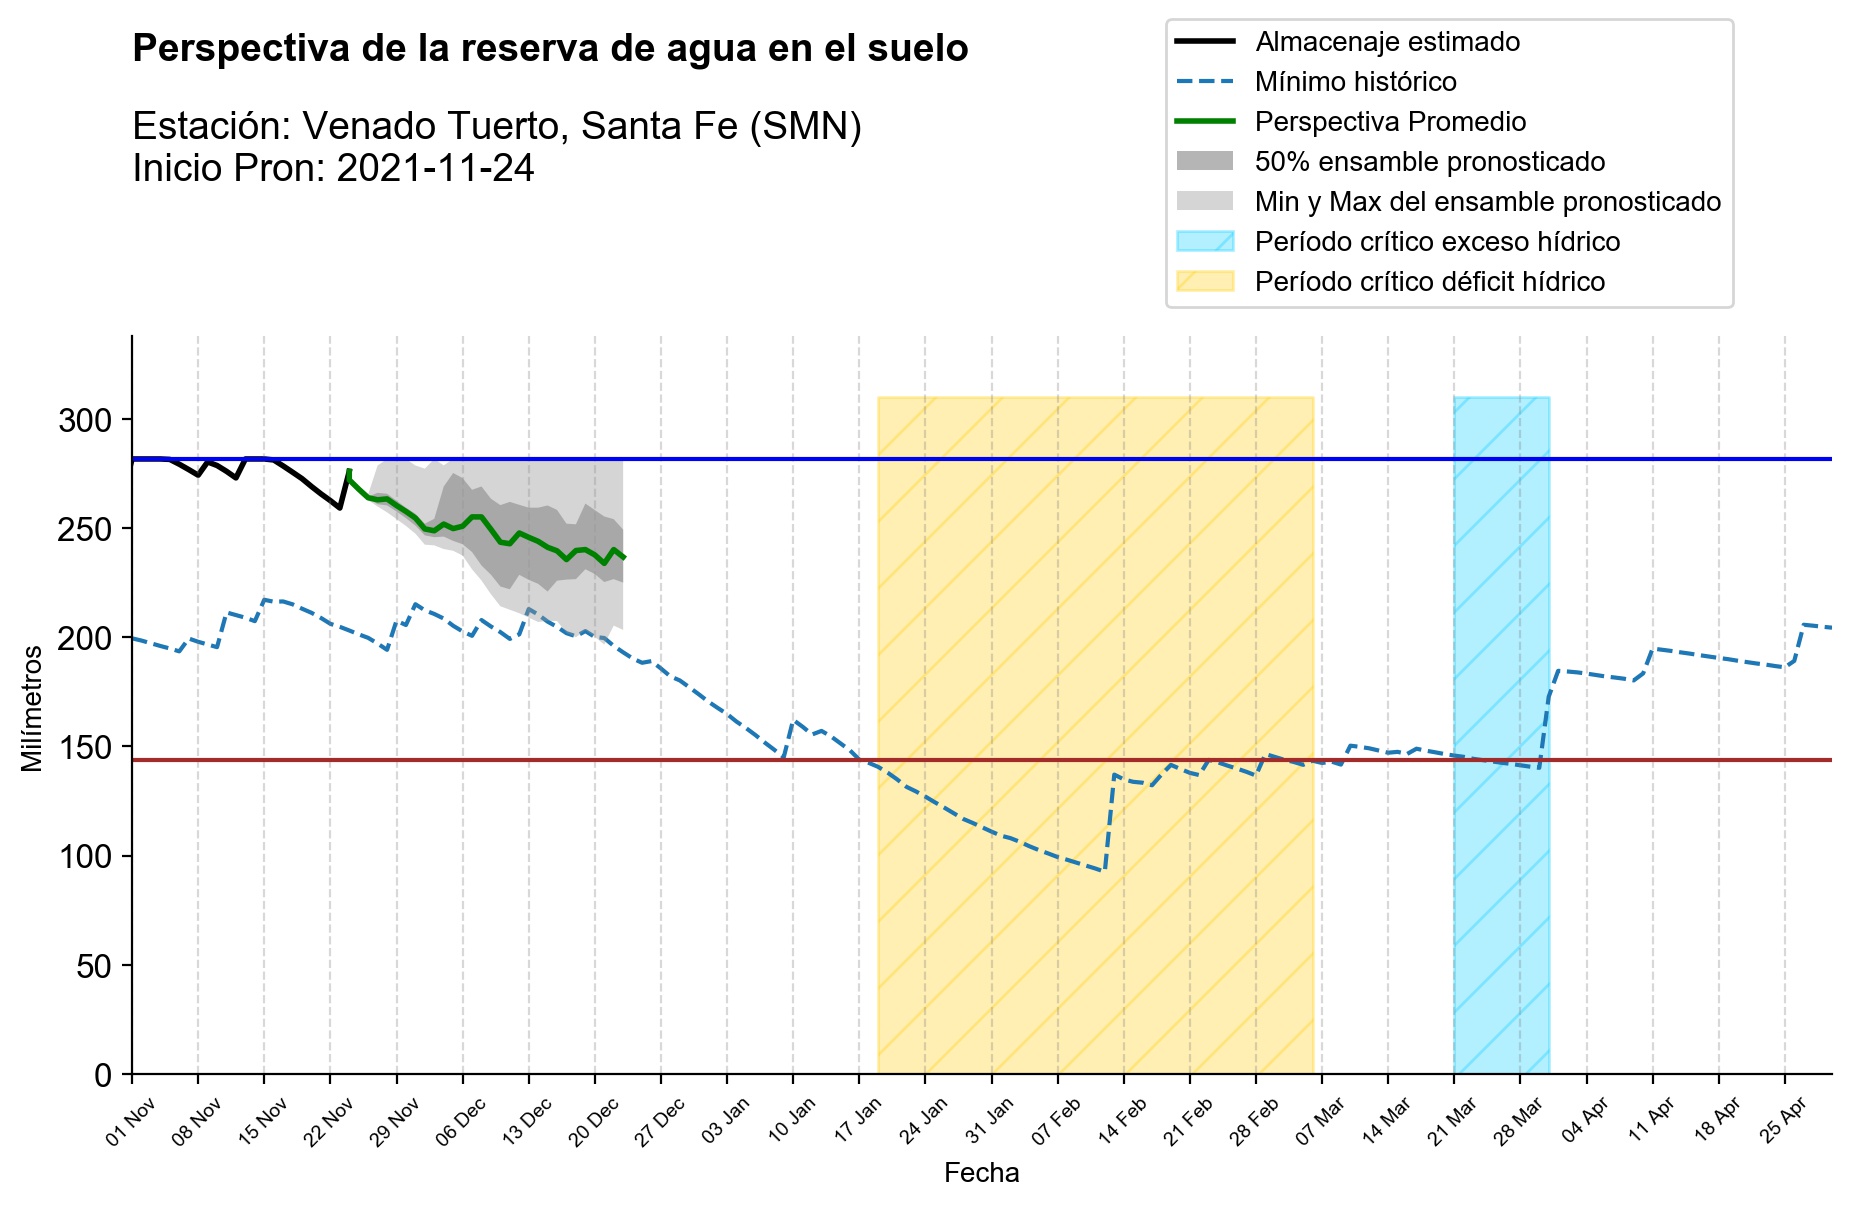 Perspectiva de la reserva de agua en el suelo
Estación: Venado Tuerto, Santa Fe (SMN)
Inicio Pron: 2021-11-24
Almacenaje estimado
Mínimo histórico
Perspectiva Promedio
50% ensamble pronosticado
Min y Max del ensamble pronosticado
Período crítico exceso hídrico
Período crítico déficit hídrico
Milímetros
300
250
200
150
100
50
0
01 Nov
08 Nov
15 Nov
22 Nov
29 Nov
06 Dec
13 Dec
20 Dec
27 Dec
03 Jan
10 Jan
17 Jan
24 Jan
31 Jan
07 Feb
14 Feb
21 Feb
28 Feb
07 Mar
14 Mar
21 Mar
28 Mar
04 Apr
11 Apr
18 Apr
25 Apr
Fecha